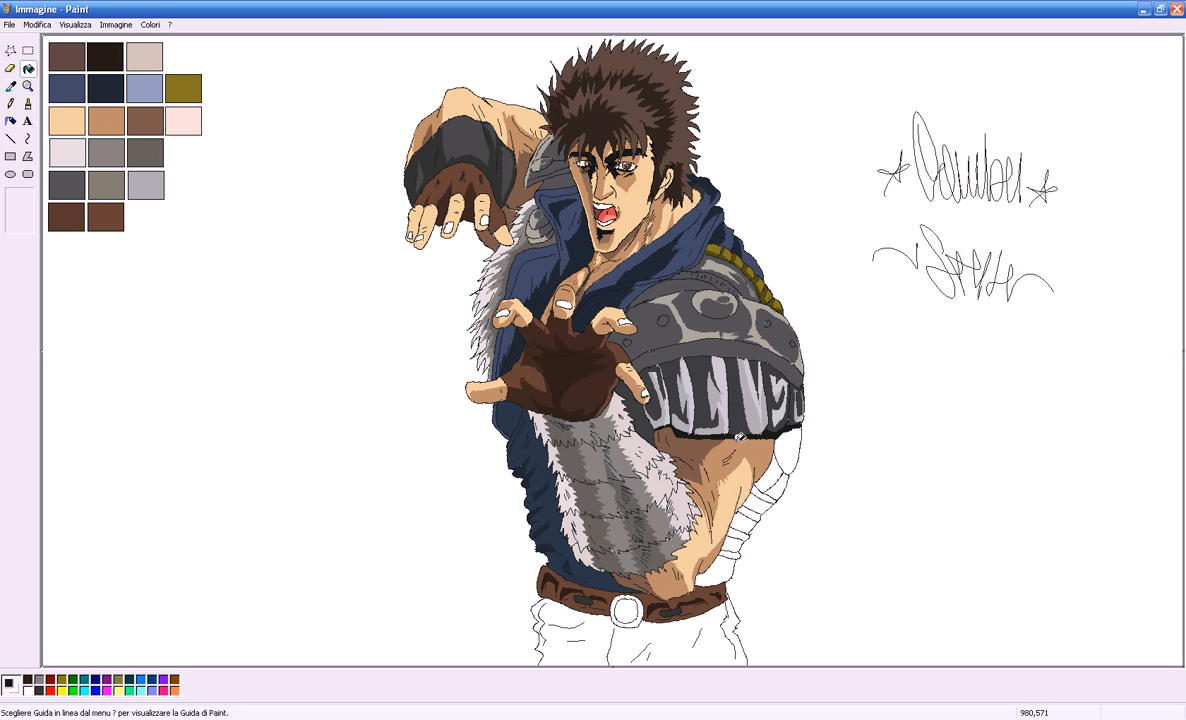 Immagine - Paint
File Modifica Visualizza Immagine Colori ?
Scegliere Guida in linea dal menu ? per visualizzare la Guida di Paint.
980,571